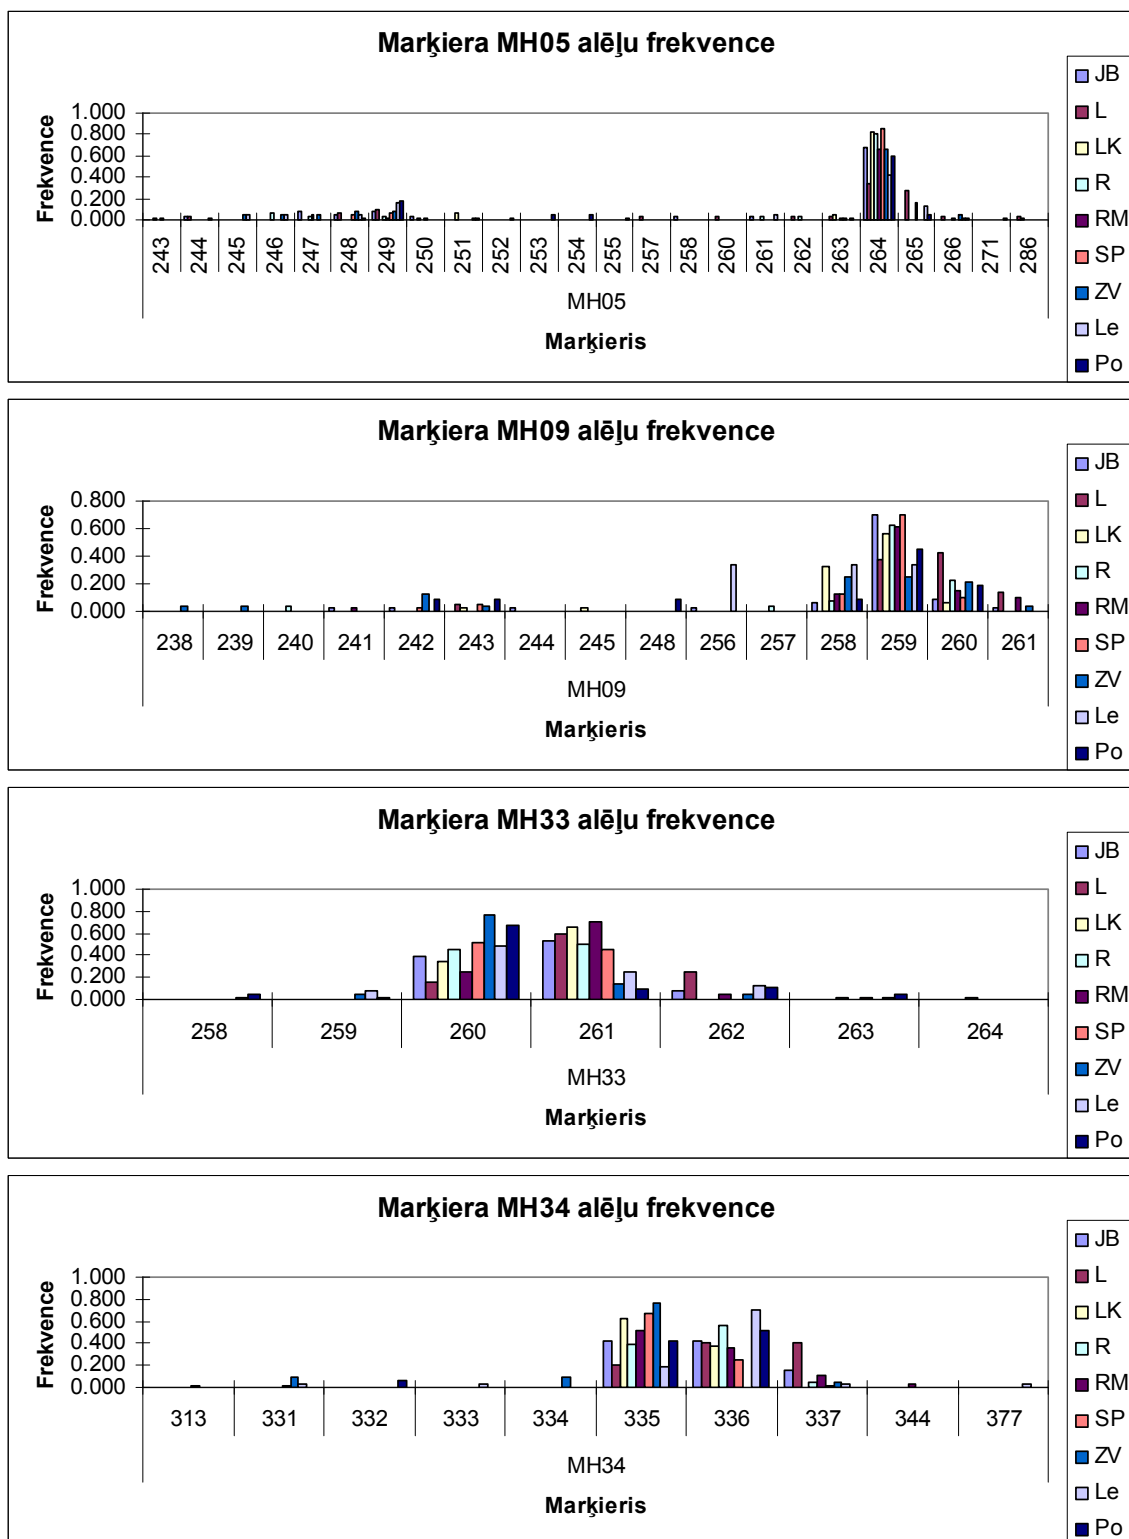 Marķiera MH05 alēļu frekvence
Frekvence
1.000
0.800
0.600
0.400
0.200
0.000
243 244 245 246 247 248 249 250 251 252 253 254 255 257 258 260 261 262 263 264 265 266 271 286
MH05
Marķieris
JB
L
LK
R
RM
SP
ZV
Le
Po
Marķiera MH09 alēļu frekvence
Frekvence
0.800
0.600
0.400
0.200
0.000
238 239 240 241 242 243 244 245 248 256 257 258 259 260 261
MH09
Marķieris
JB
L
LK
R
RM
SP
ZV
Le
Po
Marķiera MH33 alēļu frekvence
Frekvence
1.000
0.800
0.600
0.400
0.200
0.000
258 259 260 261 262 263 264
MH33
Marķieris
JB
L
LK
R
RM
SP
ZV
Le
Po
Marķiera MH34 alēļu frekvence
Frekvence
1.000
0.800
0.600
0.400
0.200
0.000
313 331 332 333 334 335 336 337 344 377
MH34
Marķieris
JB
L
LK
R
RM
SP
ZV
Le
Po